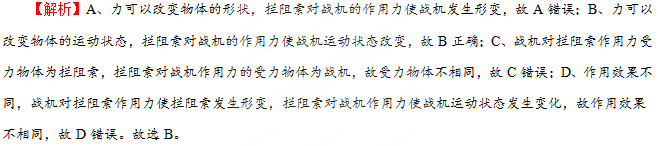 【解析】A、力可以改变物体的形状，拦阻索对战机的作用力使战机发生形变，故 A 错误；B、力可以
改变物体的运动状态，拦阻索对战机的作用力使战机运动状态改变，故 B 正确；C、战机对拦阻索作用力受
力物体为拦阻索，拦阻索对战机作用力的受力物体为战机，故受力物体不相同，故 C 错误；D、作用效果不
同，战机对拦阻索作用力使拦阻索发生形变，拦阻索对战机作用力使战机运动状态发生变化，故作用效果
不相同，故 D 错误。故选 B。